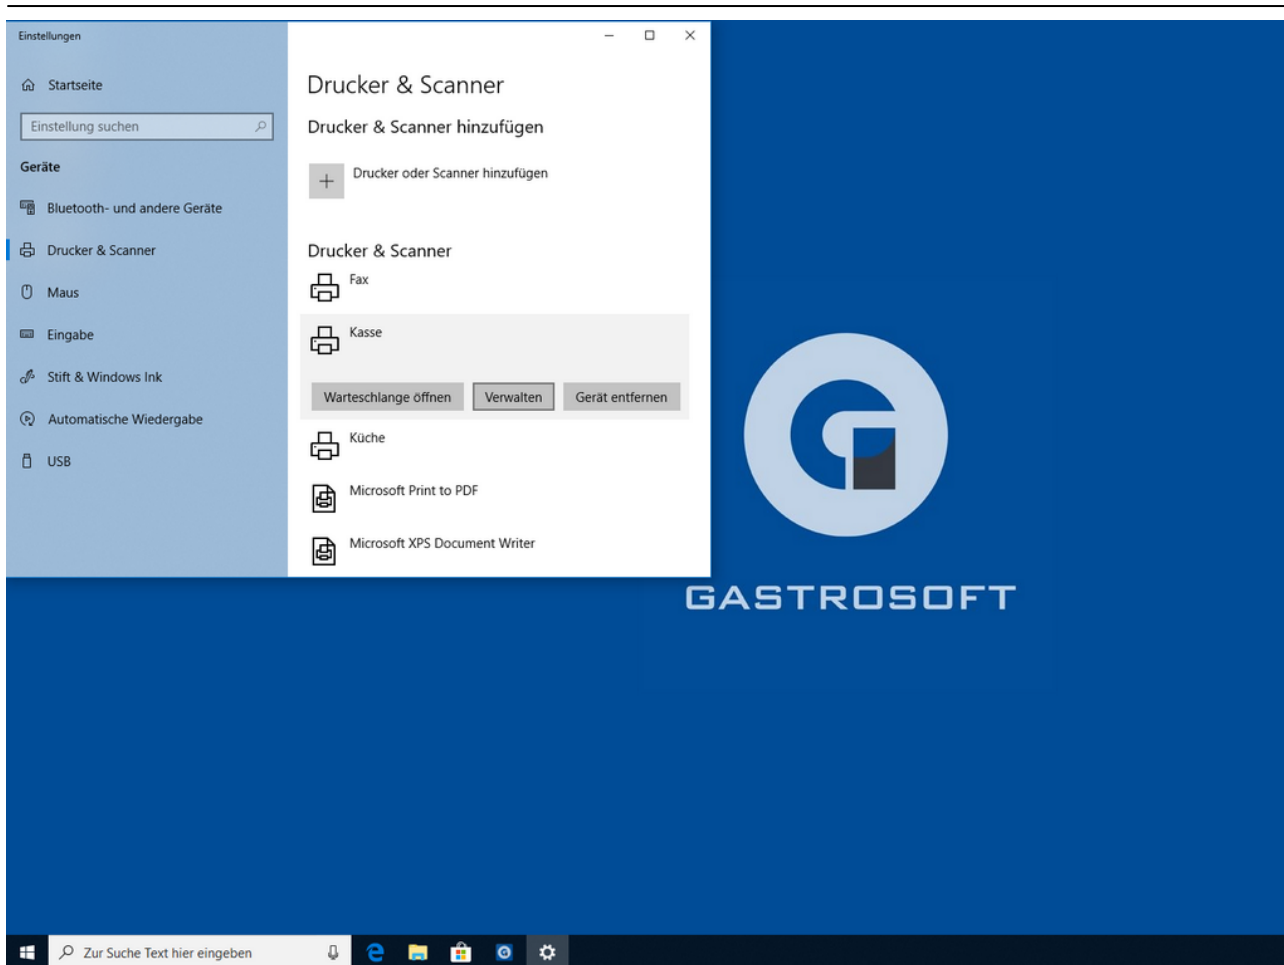 Einstellungen
Startseite
Einstellung suchen
Geräte
Bluetooth- und andere Geräte
Drucker & Scanner
Maus
Eingabe
Stift & Windows Ink
Automatische Wiedergabe
USB
Drucker & Scanner
Drucker & Scanner hinzufügen
Drucker oder Scanner hinzufügen
Drucker & Scanner
Fax
Kasse
Warteschlange öffnen Verwalten Gerät entfernen
Küche
Microsoft Print to PDF
Microsoft XPS Document Writer
GASTROSOFT
Zur Suche Text hier eingeben